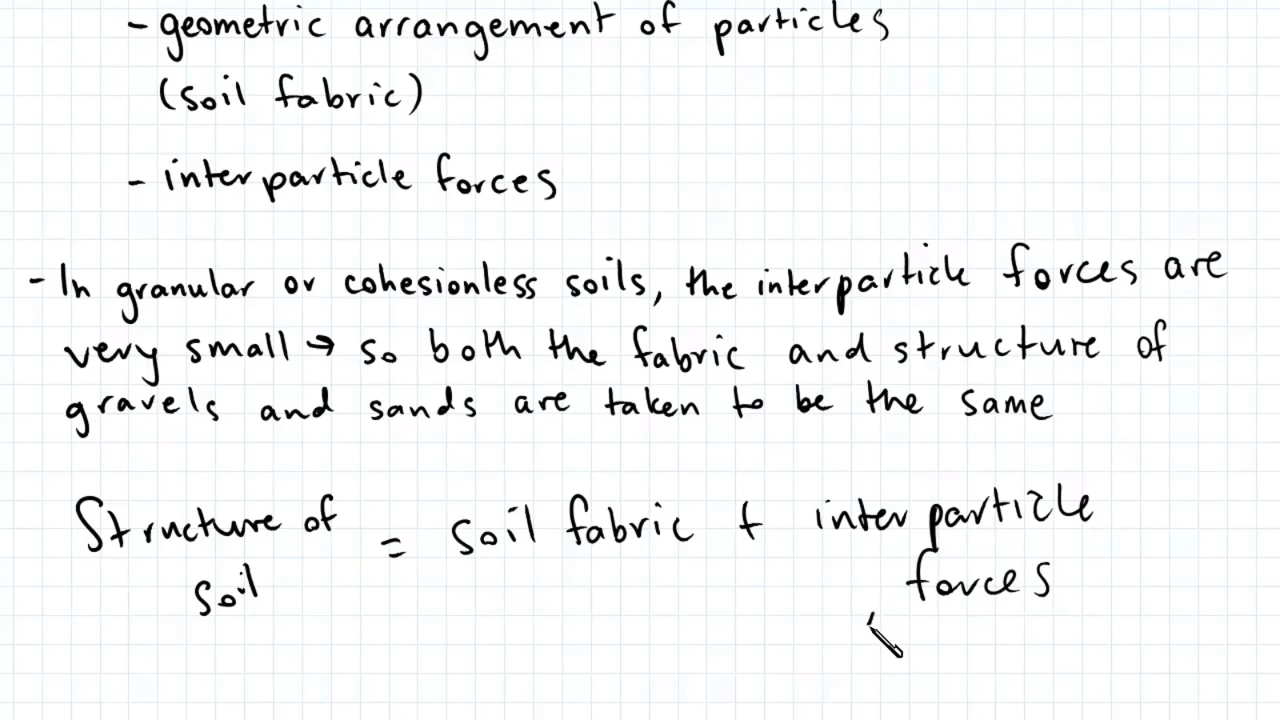 - geometric arrangement of particles
(soil fabric)
- interparticle forces
- In granular or cohesionless soils, the interparticle forces are
very small → so both the fabric and structure of
gravels and sands are taken to be the same
Structure of soil = soil fabric + interparticle forces